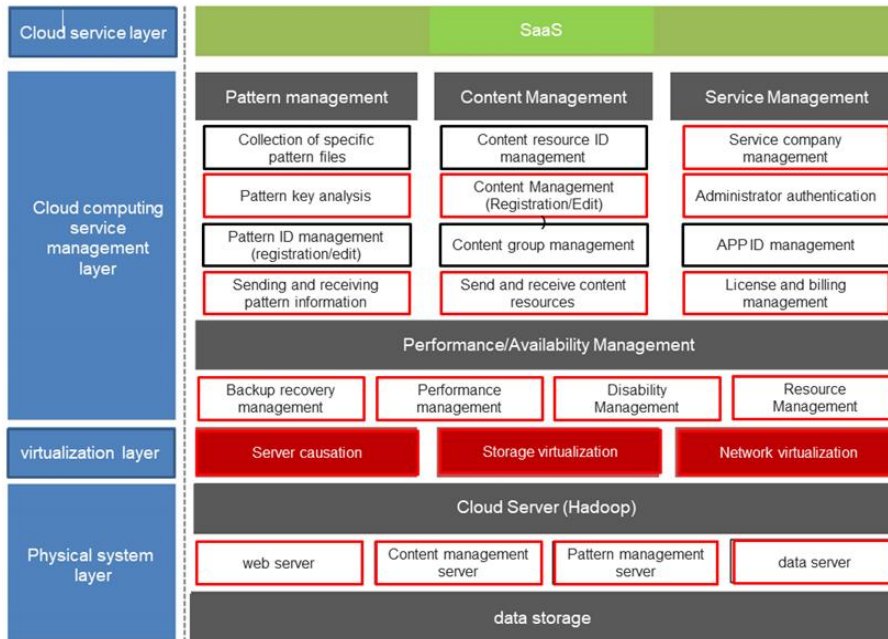 Cloud service layer
SaaS
Cloud computing
service
management
layer
Pattern management
Content Management
Service Management
Collection of specific
pattern files
Content resource ID
management
Service company
management
Pattern key analysis
Content Management
(Registration/Edit)
Administrator authentication
Pattern ID management
(registration/edit)
Content group management
APP ID management
Sending and receiving
pattern information
Send and receive content
resources
License and billing
management
Performance/Availability Management
Backup recovery
management
Performance
management
Disability
Management
Resource
Management
virtualization layer
Server causation
Storage virtualization
Network virtualization
Physical system
layer
Cloud Server (Hadoop)
web server
Content management
server
Pattern management
server
data server
data storage